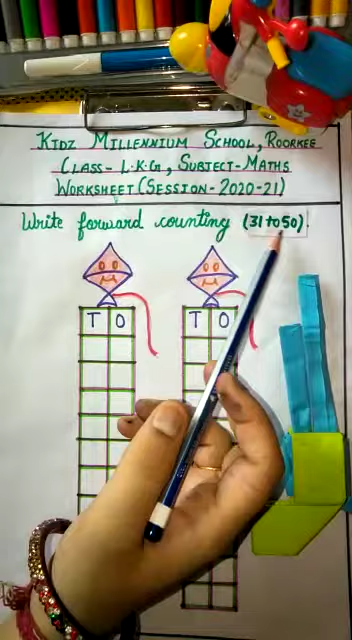 KIDZ MILLENNIUM SCHOOL, ROORKEE
CLASS-L.K.G, SUBJECT-MATHS
WORKSHEET (SESSION-2020-21)
Write forward counting (31 to 50).
T O T O